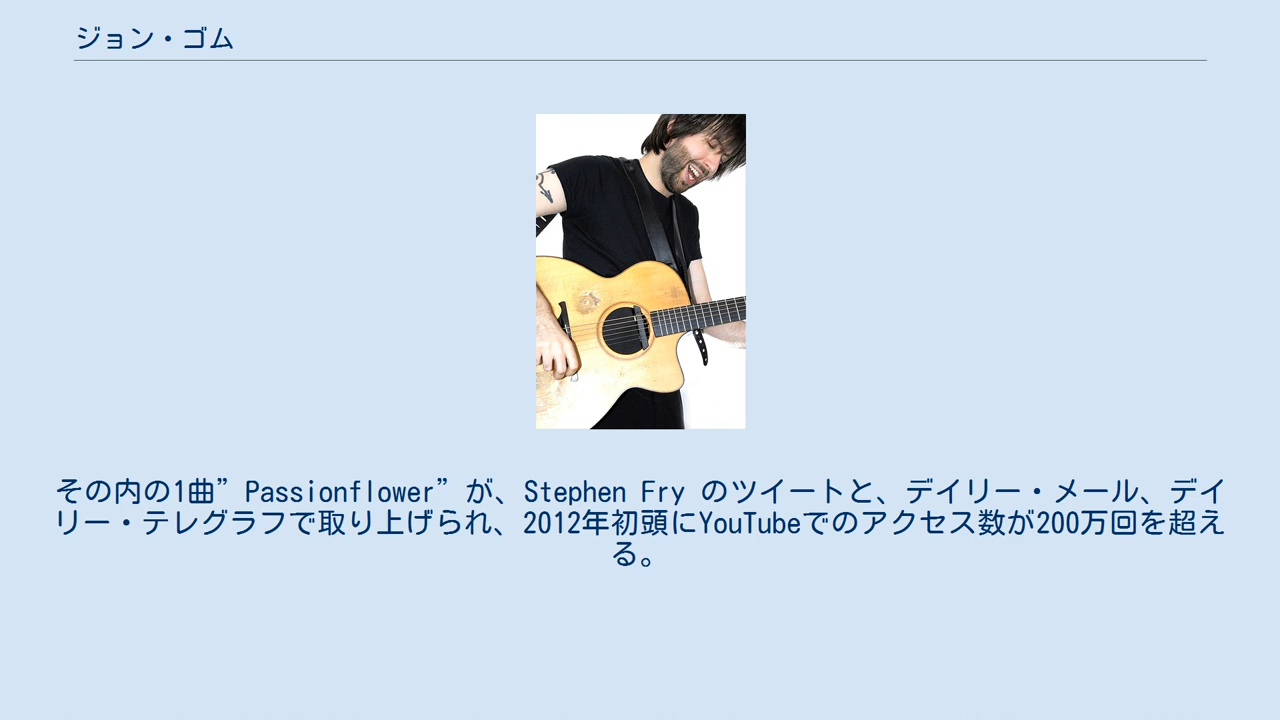 ジョン・ゴム
その内の1曲”Passionflower”が、Stephen Fry のツイートと、デイリー・メール、デイ
リー・テレグラフで取り上げられ、2012年初頭にYouTubeでのアクセス数が200万回を超え
る。